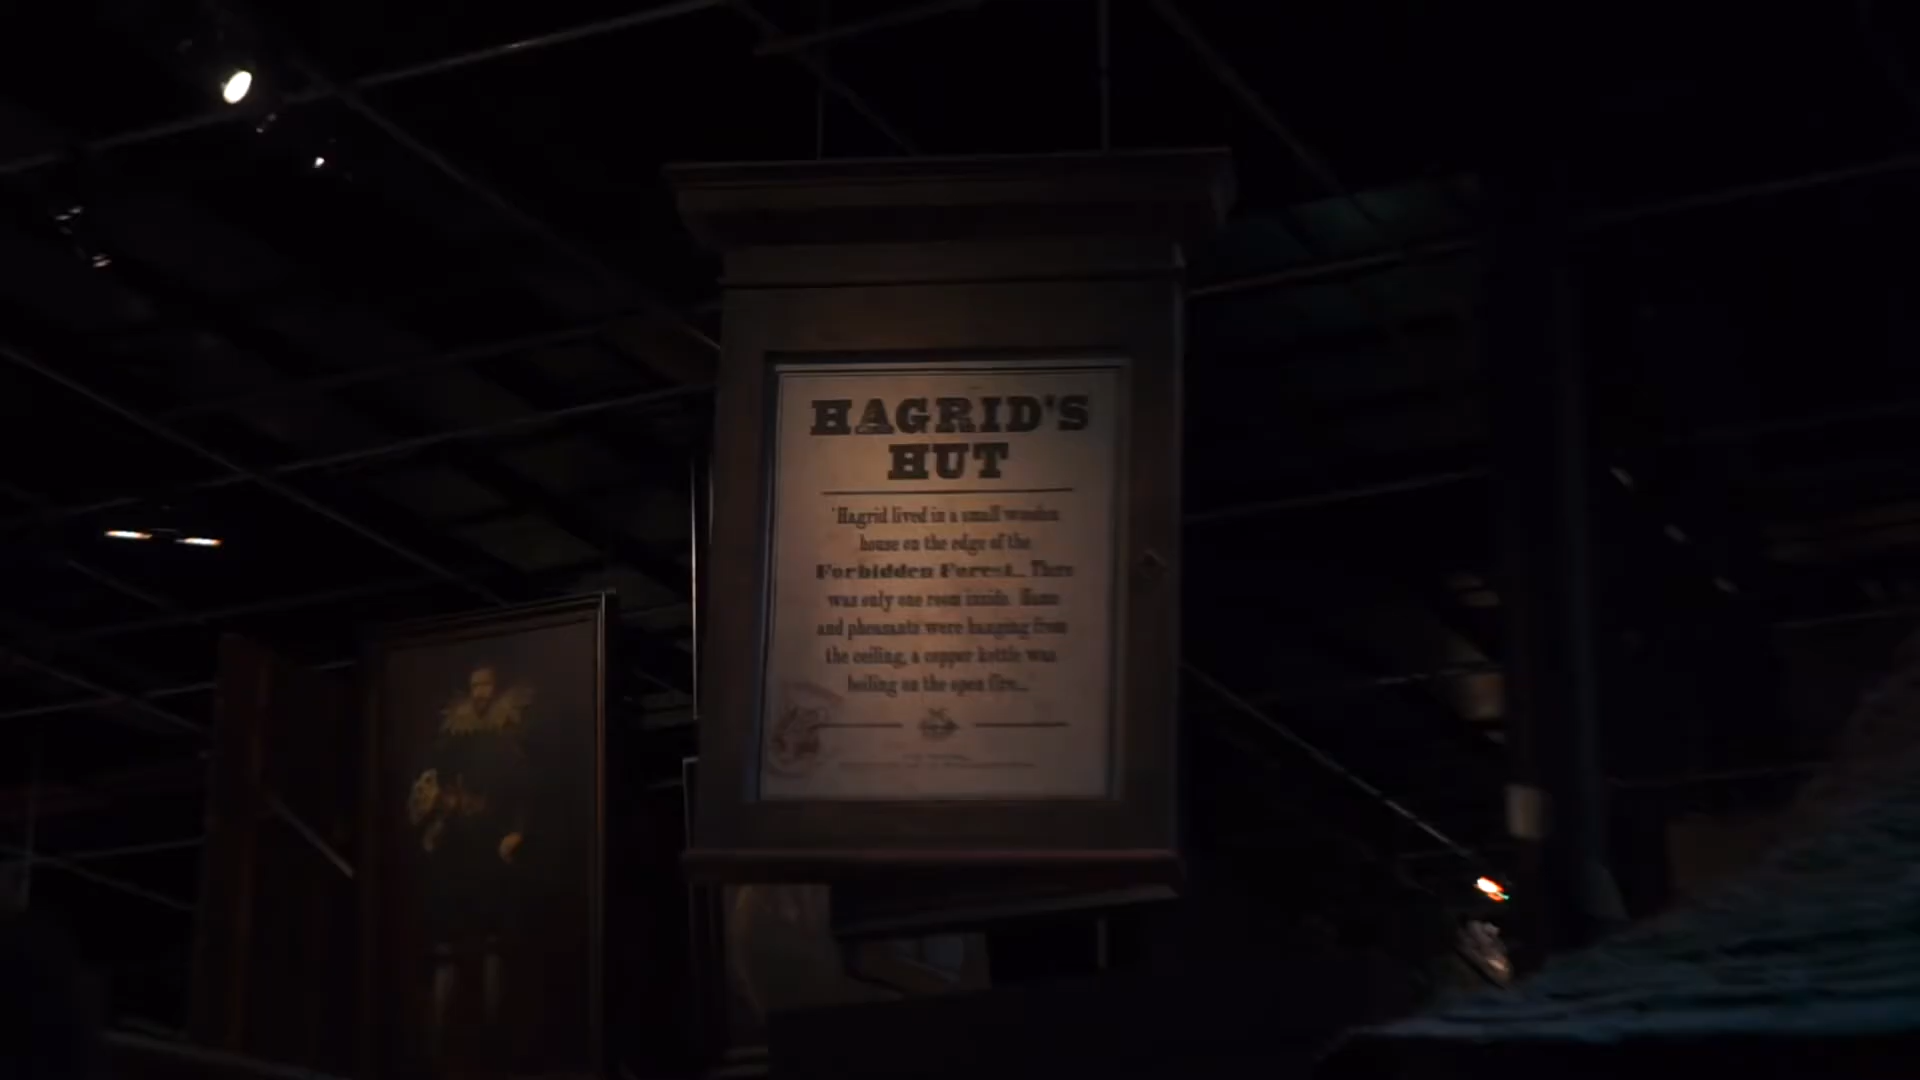 HAGRID'S
HUT
'Hagrid lived in a small wooden
house on the edge of the
Forbidden Forest... There
was only one room inside. Hams
and pheasants were hanging from
the ceiling, a copper kettle was
boiling on the open fire...